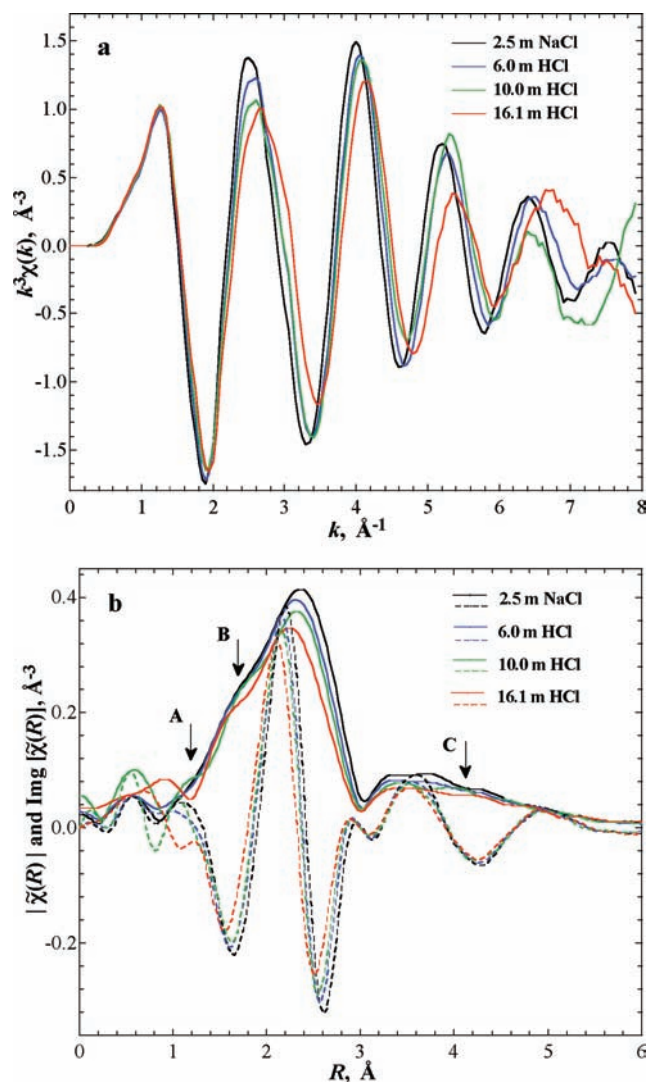 a
2.5 m NaCl
6.0 m HCl
10.0 m HCl
16.1 m HCl
1.5
1.0
0.5
0.0
-0.5
-1.0
-1.5
k³χ(k), Å⁻³
0 1 2 3 4 5 6 7 8
k, Å⁻¹
b
2.5 m NaCl
6.0 m HCl
10.0 m HCl
16.1 m HCl
A
B
C
0.4
0.2
0.0
-0.2
|χ̃(R)| and Img |χ̃(R)|, Å⁻³
0 1 2 3 4 5 6
R, Å